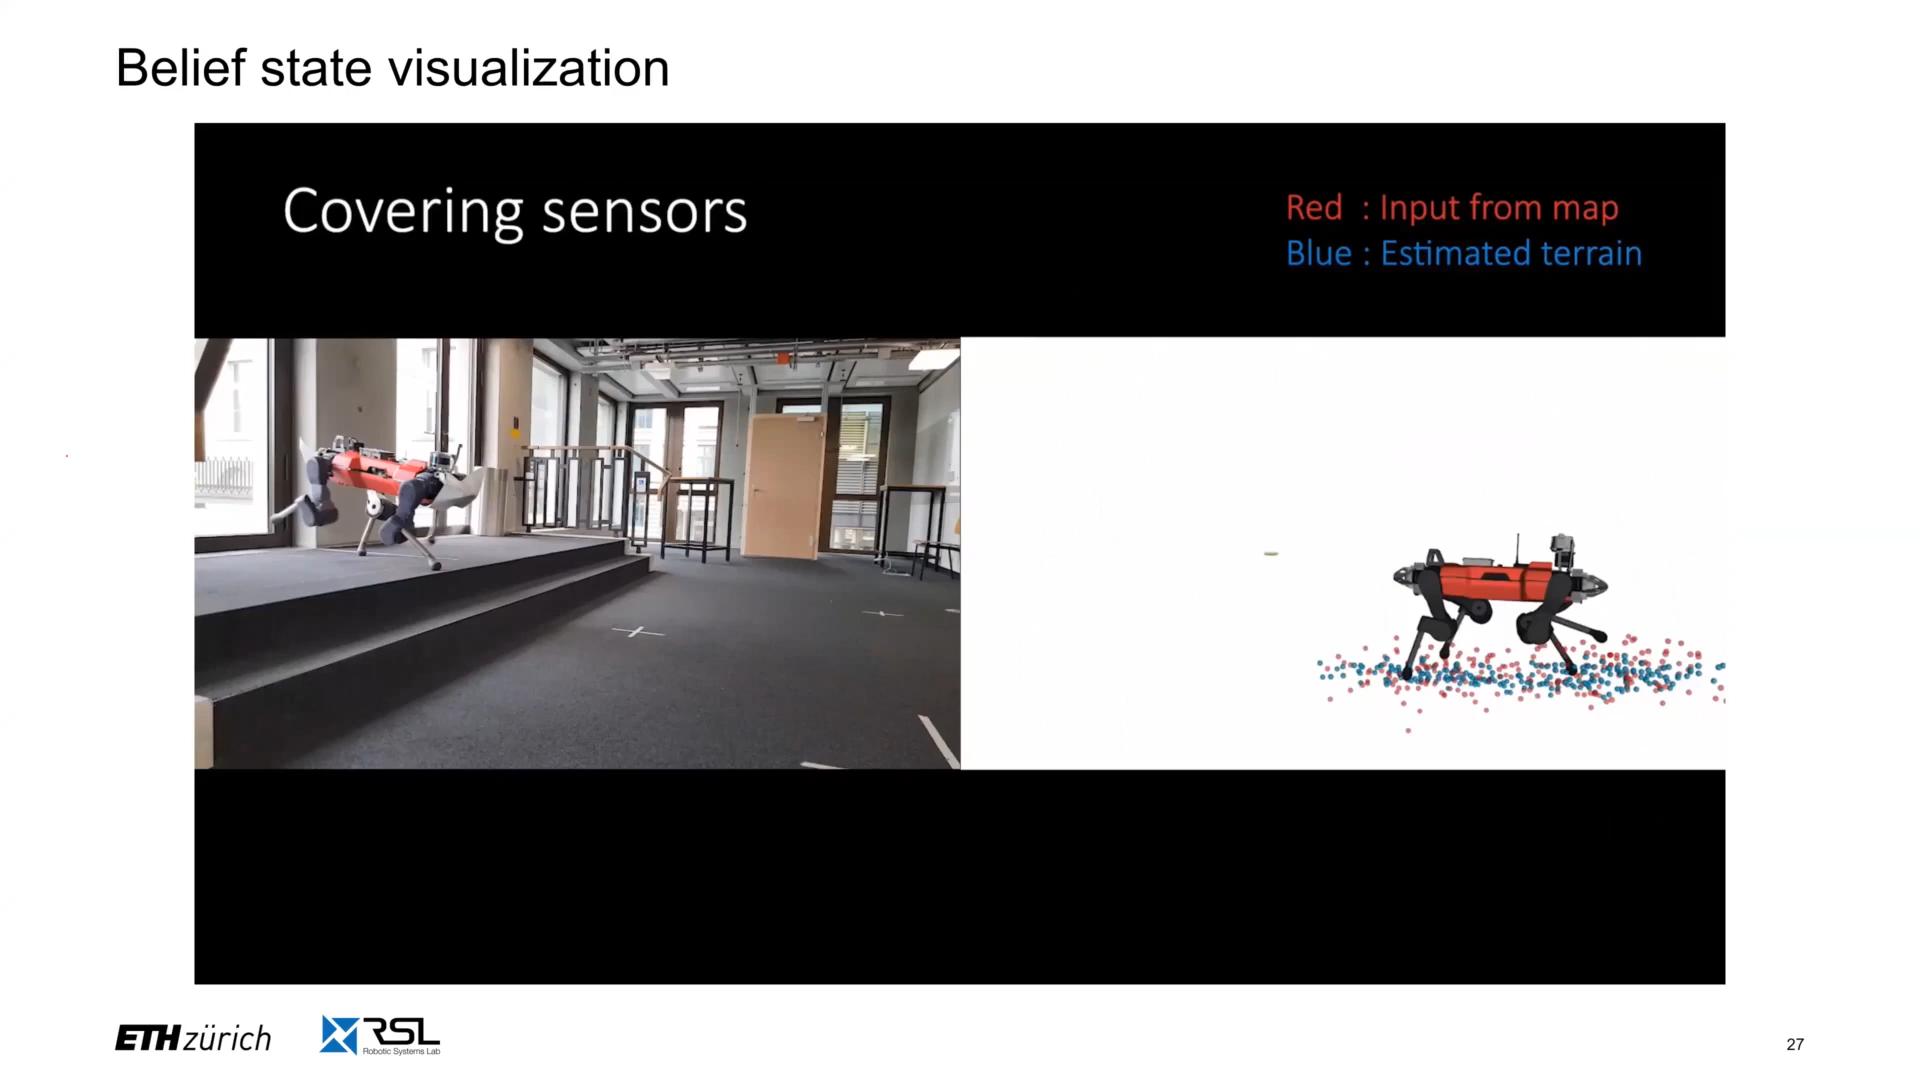 Belief state visualization
Covering sensors
Red : Input from map
Blue : Estimated terrain
ETH zürich
RSL
Robotic Systems Lab
27